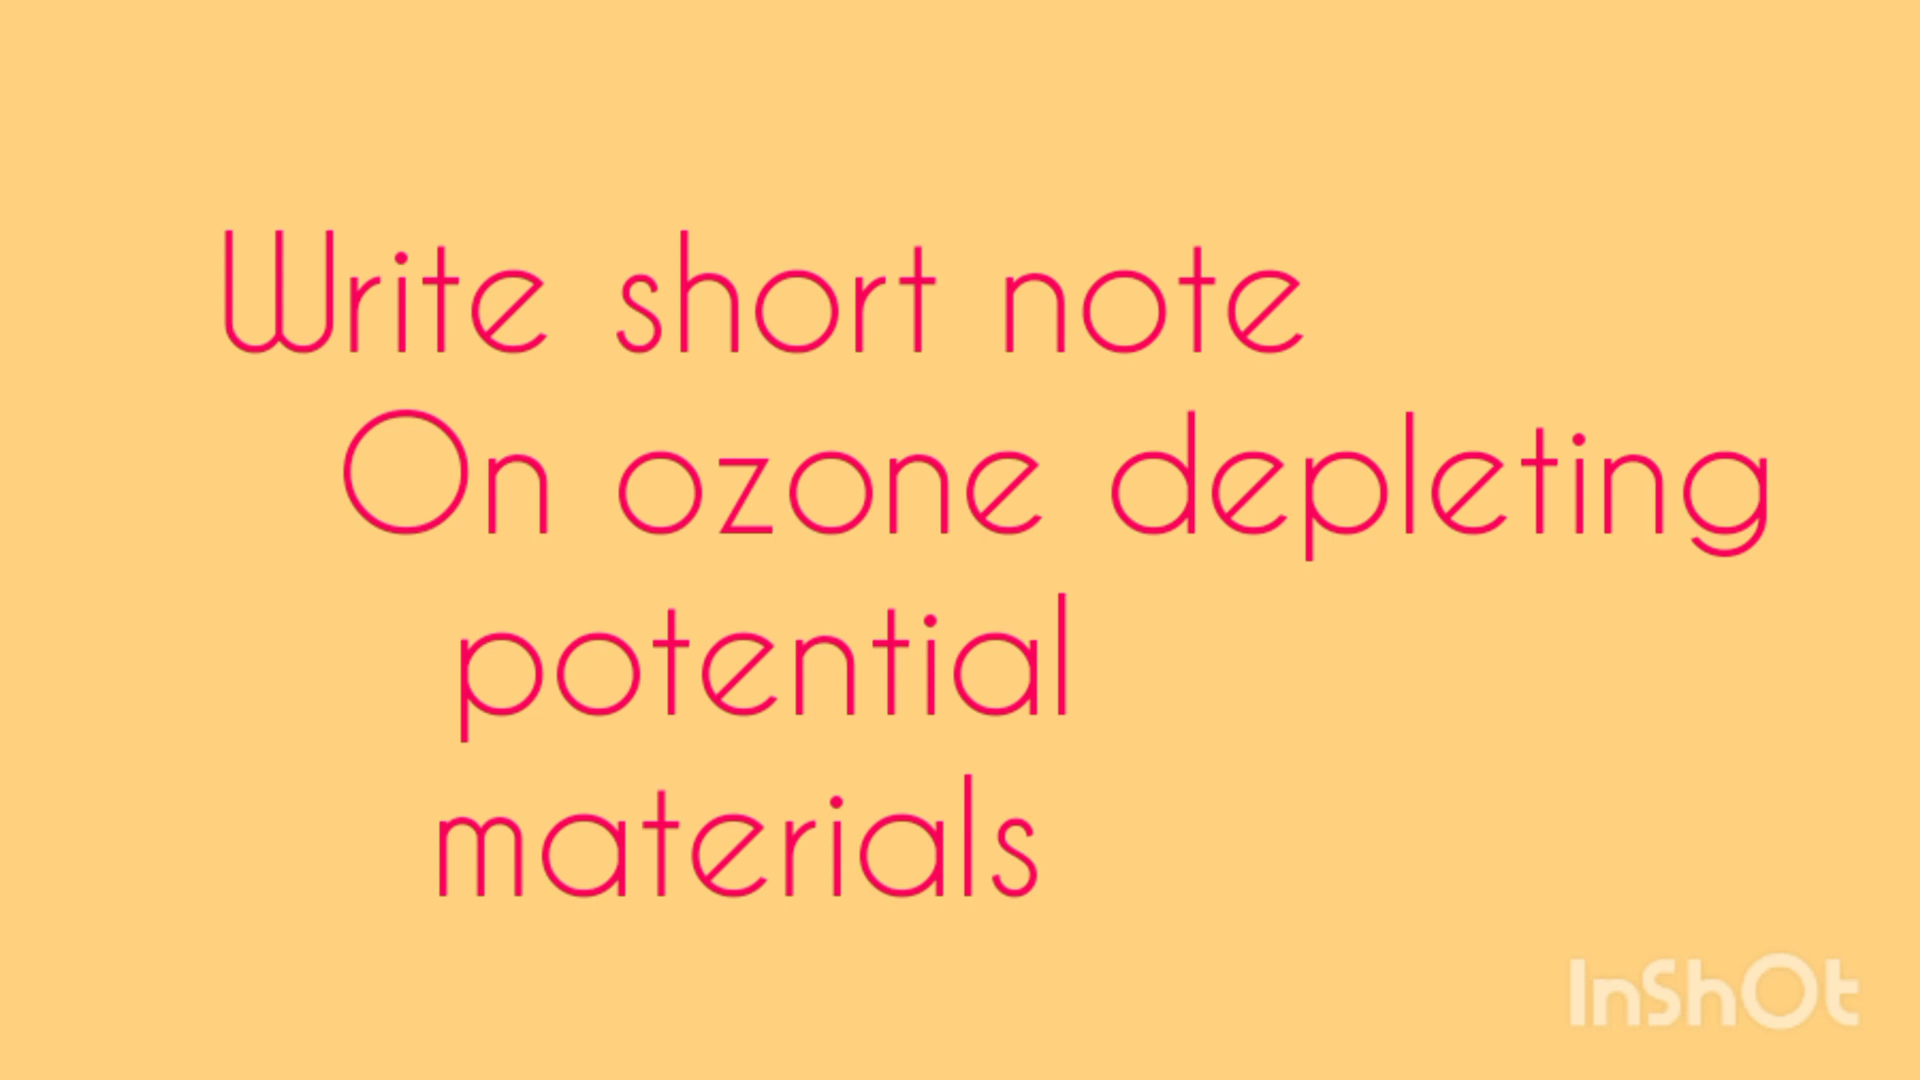 Write short note
On ozone depleting
potential
materials
InShOt